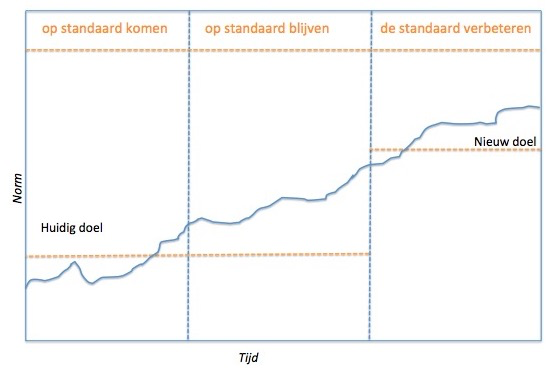 op standaard komen
op standaard blijven
de standaard verbeteren
Nieuw doel
Norm
Huidig doel
Tijd